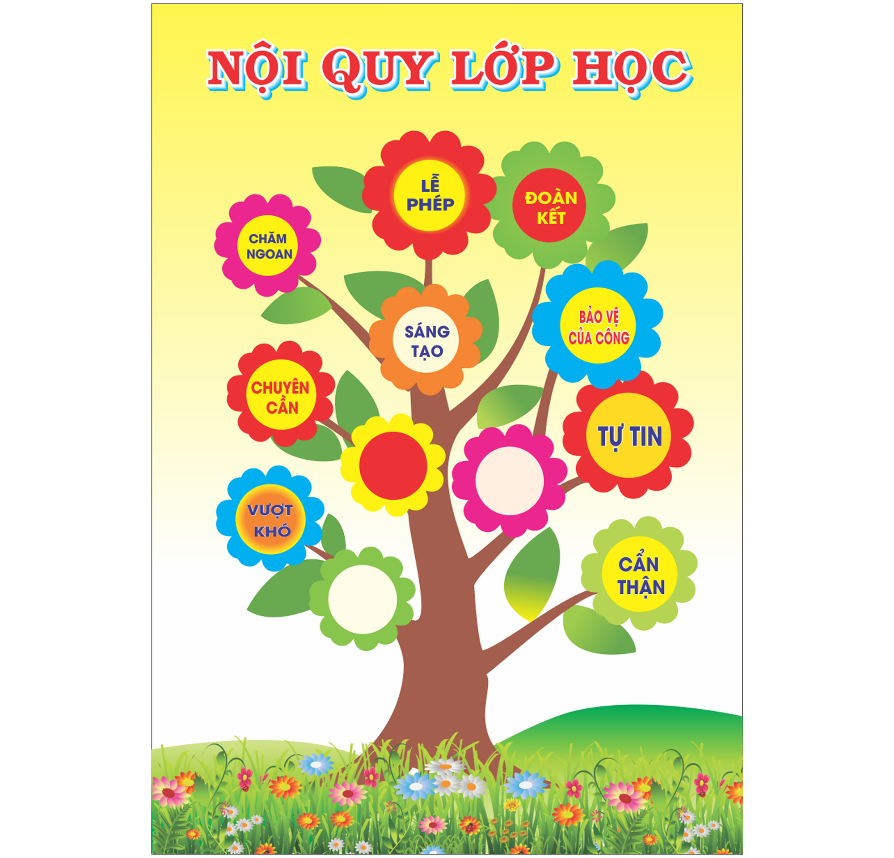 NỘI QUY LỚP HỌC
LỄ
PHÉP
ĐOÀN
KẾT
CHĂM
NGOAN
BẢO VỆ
CỦA CÔNG
SÁNG
TẠO
CHUYÊN
CẦN
TỰ TIN
VƯỢT
KHÓ
CẨN
THẬN